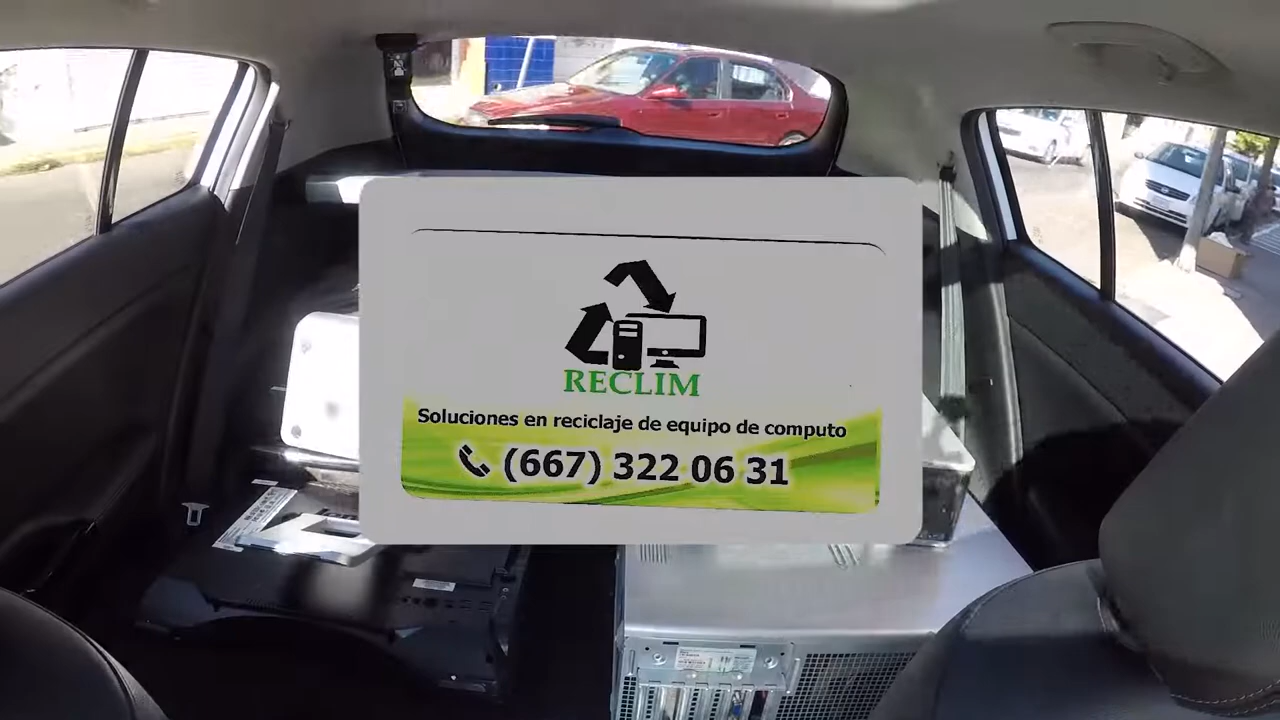 RECLIM
Soluciones en reciclaje de equipo de computo
(667) 322 06 31